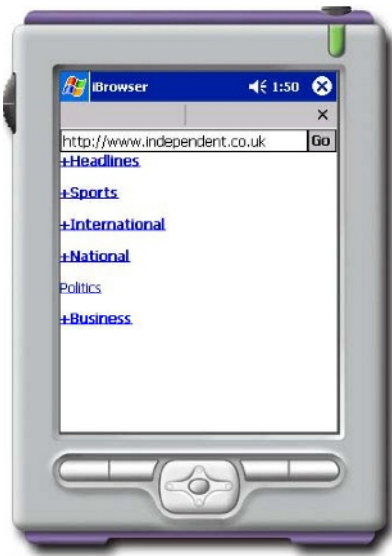 iBrowser 1:50
×
http://www.independent.co.uk Go
+Headlines
+Sports
+International
+National
Politics
+Business